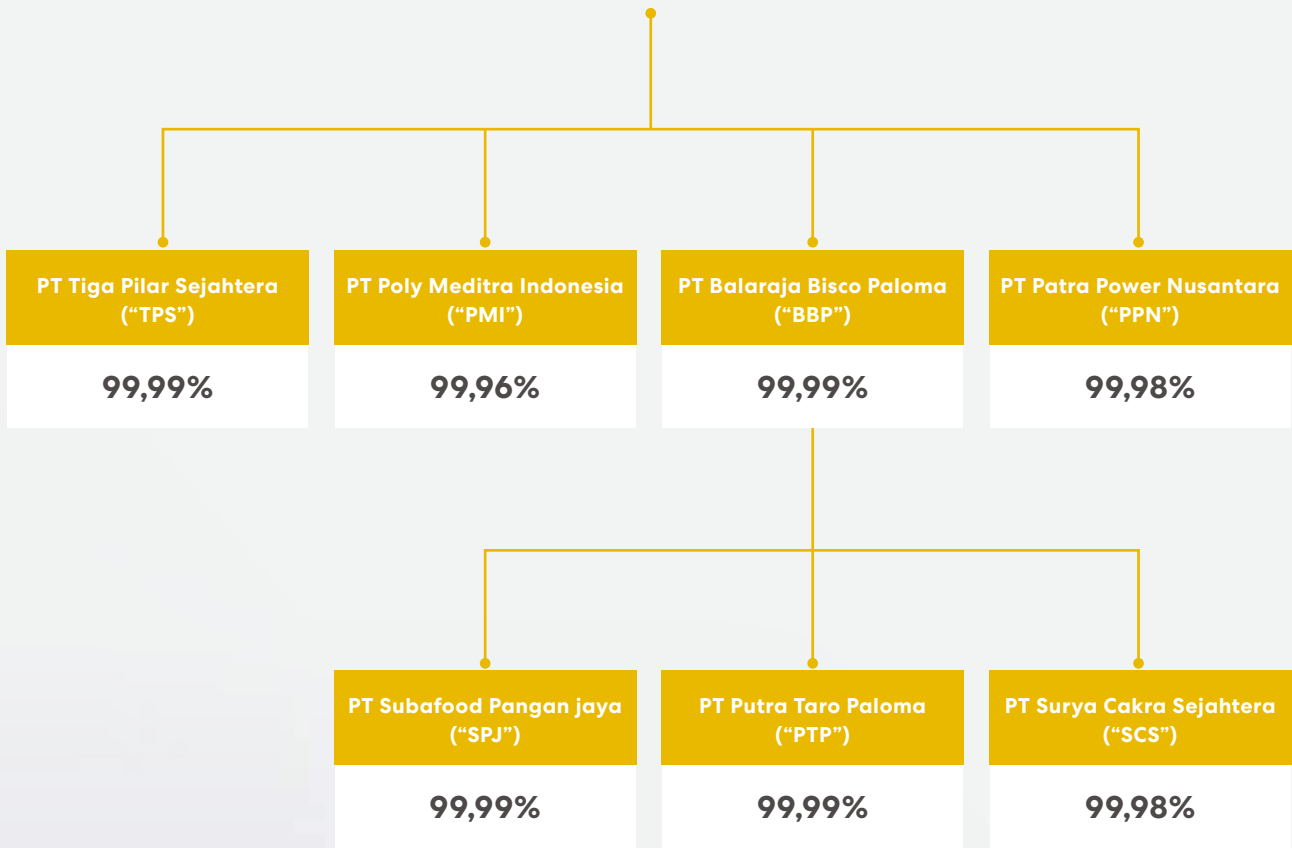 PT Tiga Pilar Sejahtera
(“TPS”)
99,99%
PT Poly Meditra Indonesia
(“PMI”)
99,96%
PT Balaraja Bisco Paloma
(“BBP”)
99,99%
PT Patra Power Nusantara
(“PPN”)
99,98%
PT Subafood Pangan jaya
(“SPJ”)
99,99%
PT Putra Taro Paloma
(“PTP”)
99,99%
PT Surya Cakra Sejahtera
(“SCS”)
99,98%